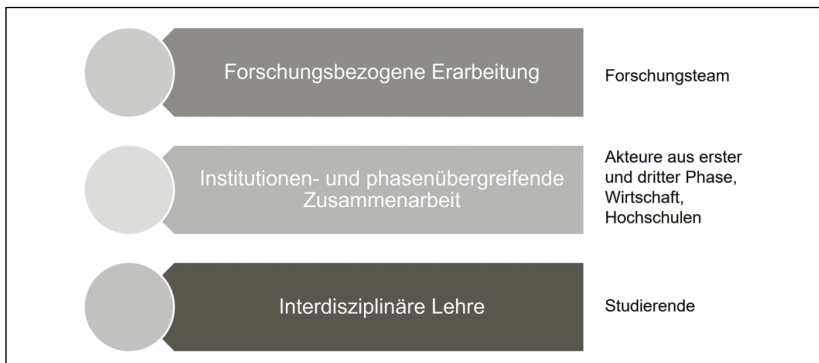 Forschungsbezogene Erarbeitung
Forschungsteam
Institutionen- und phasenübergreifende
Zusammenarbeit
Akteure aus erster
und dritter Phase,
Wirtschaft,
Hochschulen
Interdisziplinäre Lehre
Studierende